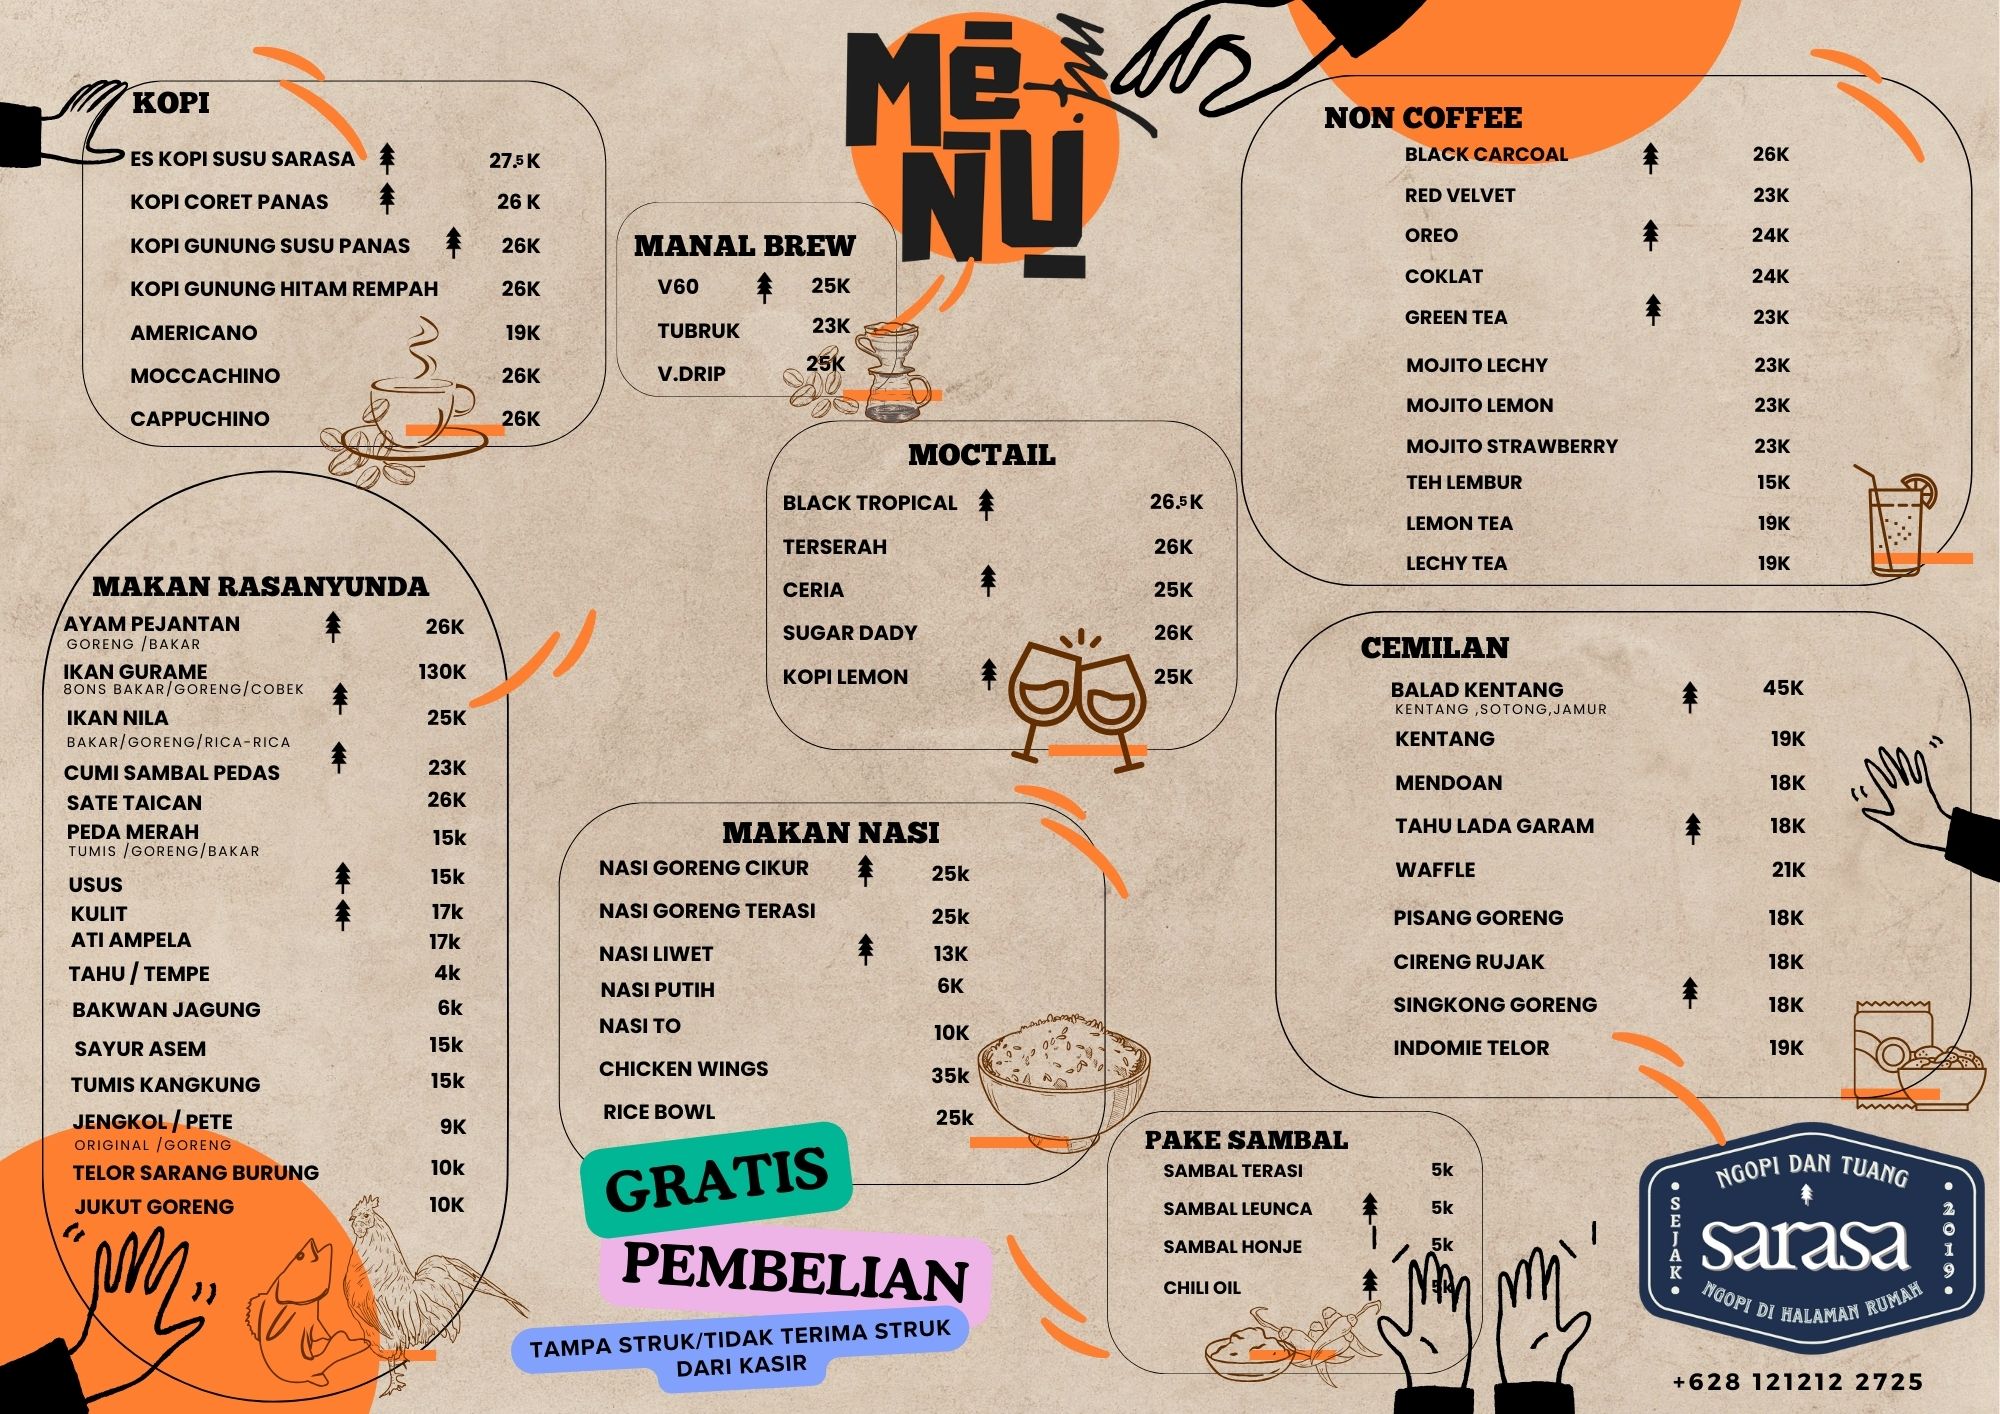 MēNU
.jtw
KOPI
ES KOPI SUSU SARASA 27.5 K
KOPI CORET PANAS 26 K
KOPI GUNUNG SUSU PANAS 26K
KOPI GUNUNG HITAM REMPAH 26K
AMERICANO 19K
MOCCACHINO 26K
CAPPUCHINO 26K
MANAL BREW
V60 25K
TUBRUK 23K
V.DRIP 25K
NON COFFEE
BLACK CARCOAL 26K
RED VELVET 23K
OREO 24K
COKLAT 24K
GREEN TEA 23K
MOJITO LECHY 23K
MOJITO LEMON 23K
MOJITO STRAWBERRY 23K
TEH LEMBUR 15K
LEMON TEA 19K
LECHY TEA 19K
MOCTAIL
BLACK TROPICAL 26.5 K
TERSERAH 26K
CERIA 25K
SUGAR DADY 26K
KOPI LEMON 25K
MAKAN RASANYUNDA
AYAM PEJANTAN 26K
GORENG /BAKAR
IKAN GURAME 130K
8ONS BAKAR/GORENG/COBEK
IKAN NILA 25K
BAKAR/GORENG/RICA-RICA
CUMI SAMBAL PEDAS 23K
SATE TAICAN 26K
PEDA MERAH 15k
TUMIS /GORENG/BAKAR
USUS 15k
KULIT 17k
ATI AMPELA 17k
TAHU / TEMPE 4k
BAKWAN JAGUNG 6k
SAYUR ASEM 15k
TUMIS KANGKUNG 15k
JENGKOL / PETE 9K
ORIGINAL /GORENG
TELOR SARANG BURUNG 10k
JUKUT GORENG 10K
MAKAN NASI
NASI GORENG CIKUR 25k
NASI GORENG TERASI 25k
NASI LIWET 13K
NASI PUTIH 6K
NASI TO 10K
CHICKEN WINGS 35k
RICE BOWL 25k
CEMILAN
BALAD KENTANG 45K
KENTANG ,SOTONG,JAMUR
KENTANG 19K
MENDOAN 18K
TAHU LADA GARAM 18K
WAFFLE 21K
PISANG GORENG 18K
CIRENG RUJAK 18K
SINGKONG GORENG 18K
INDOMIE TELOR 19K
PAKE SAMBAL
SAMBAL TERASI 5k
SAMBAL LEUNCA 5k
SAMBAL HONJE 5k
CHILI OIL 5k
GRATIS
PEMBELIAN
TAMPA STRUK/TIDAK TERIMA STRUK
DARI KASIR
NGOPI DAN TUANG
SEJAK
sarasa
2019
NGOPI DI HALAMAN RUMAH
+628 121212 2725